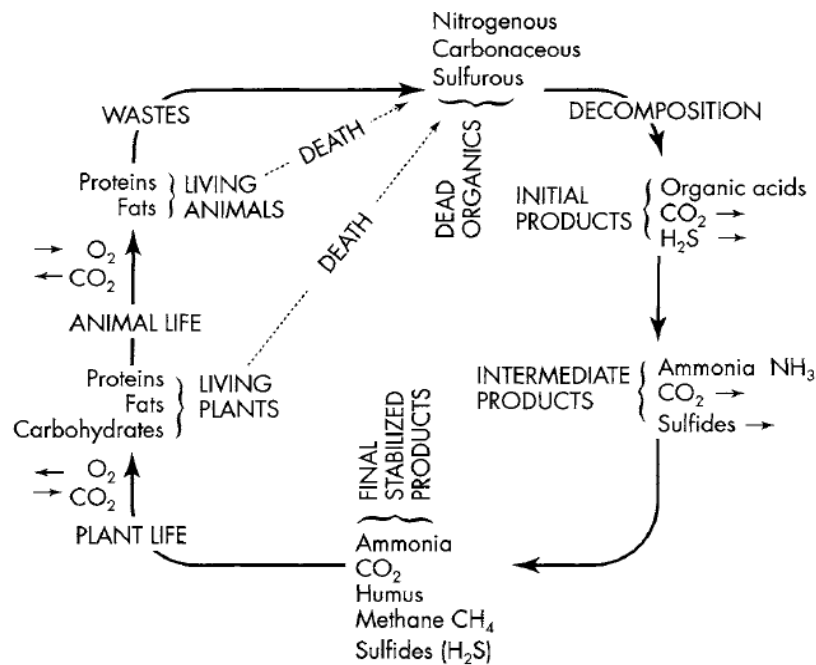 Nitrogenous
Carbonaceous
Sulfurous
WASTES
DECOMPOSITION
DEATH
DEAD
ORGANICS
Proteins
Fats
LIVING
ANIMALS
INITIAL
PRODUCTS
Organic acids
CO₂ →
H₂S →
DEATH
→ O₂
← CO₂
ANIMAL LIFE
Proteins
Fats
Carbohydrates
LIVING
PLANTS
INTERMEDIATE
PRODUCTS
Ammonia NH₃
CO₂ →
Sulfides →
← O₂
→ CO₂
PLANT LIFE
FINAL
STABILIZED
PRODUCTS
Ammonia
CO₂
Humus
Methane CH₄
Sulfides (H₂S)